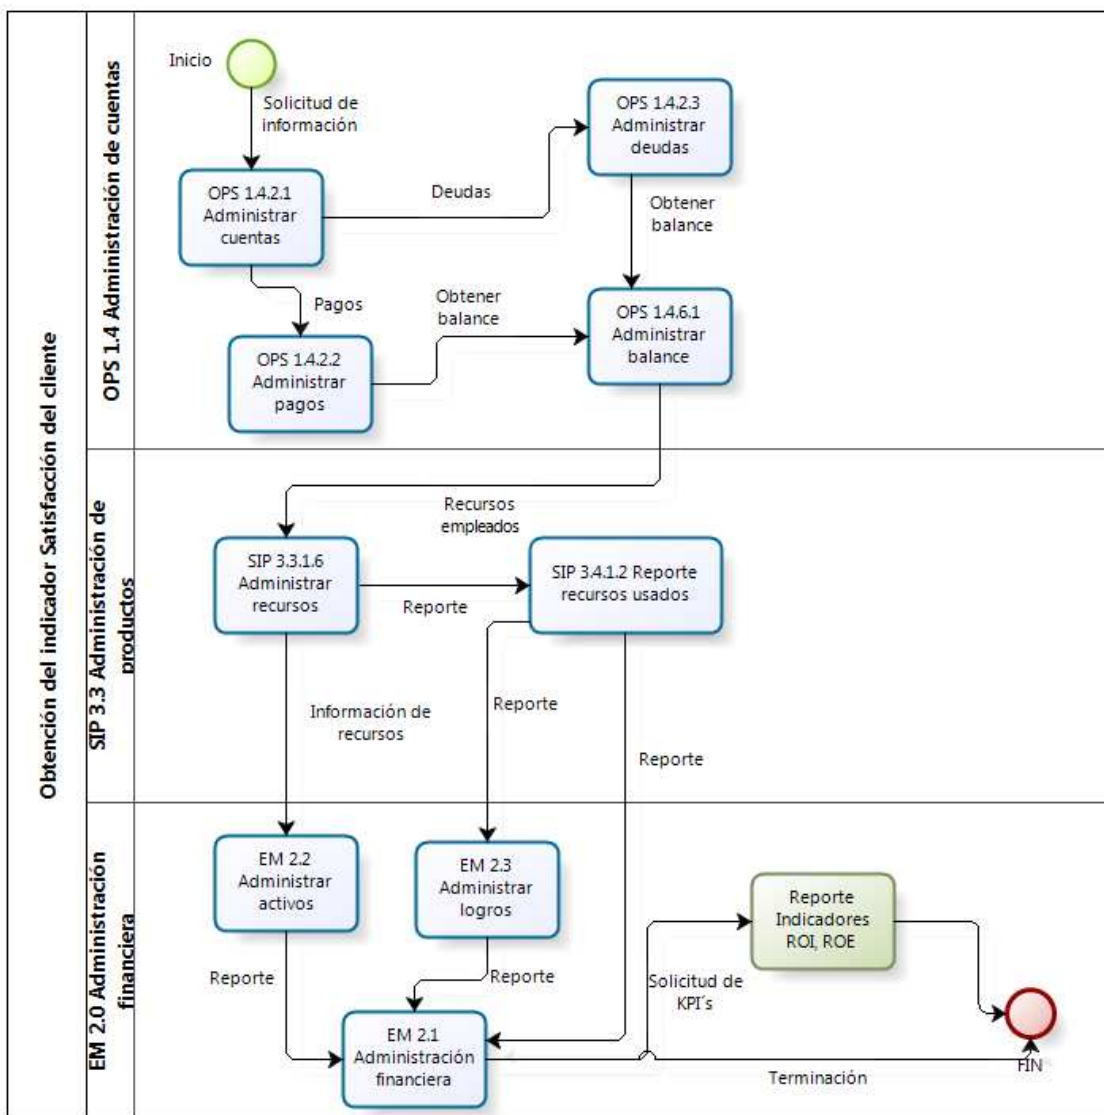 Obtención del indicador Satisfacción del cliente
OPS 1.4 Administración de cuentas
Inicio
Solicitud de
información
OPS 1.4.2.1
Administrar
cuentas
Deudas
OPS 1.4.2.3
Administrar
deudas
Obtener
balance
Pagos
Obtener
balance
OPS 1.4.2.2
Administrar
pagos
OPS 1.4.6.1
Administrar
balance
SIP 3.3 Administración de
productos
Recursos
empleados
SIP 3.3.1.6
Administrar
recursos
Reporte
SIP 3.4.1.2 Reporte
recursos usados
Información de
recursos
Reporte
Reporte
EM 2.0 Administración
financiera
EM 2.2
Administrar
activos
EM 2.3
Administrar
logros
Reporte
Indicadores
ROI, ROE
Reporte
Reporte
Solicitud de
KPI´s
EM 2.1
Administración
financiera
Terminación
FIN